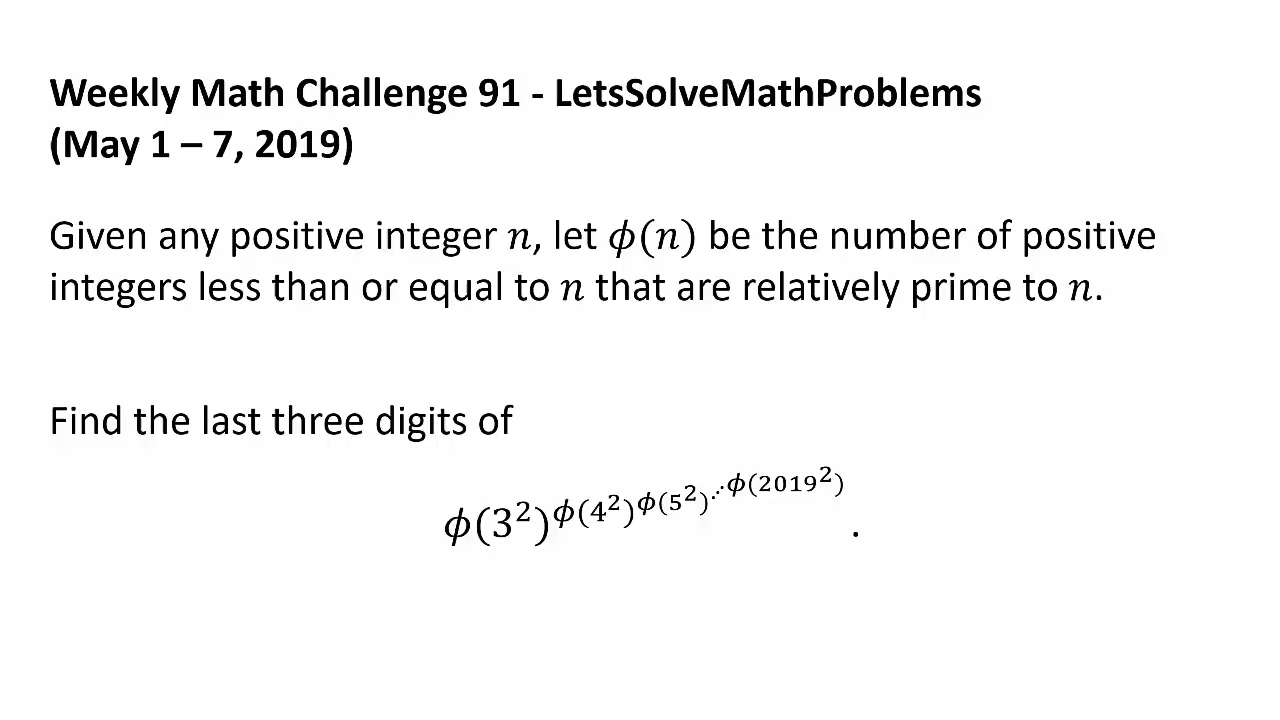 Weekly Math Challenge 91 - LetsSolveMathProblems
(May 1 – 7, 2019)
Given any positive integer 𝑛, let 𝜙(𝑛) be the number of positive
integers less than or equal to 𝑛 that are relatively prime to 𝑛.
Find the last three digits of
𝜙(3²)^{𝜙(4²)^{𝜙(5²)^{⋰^{𝜙(2019²)}}}}.